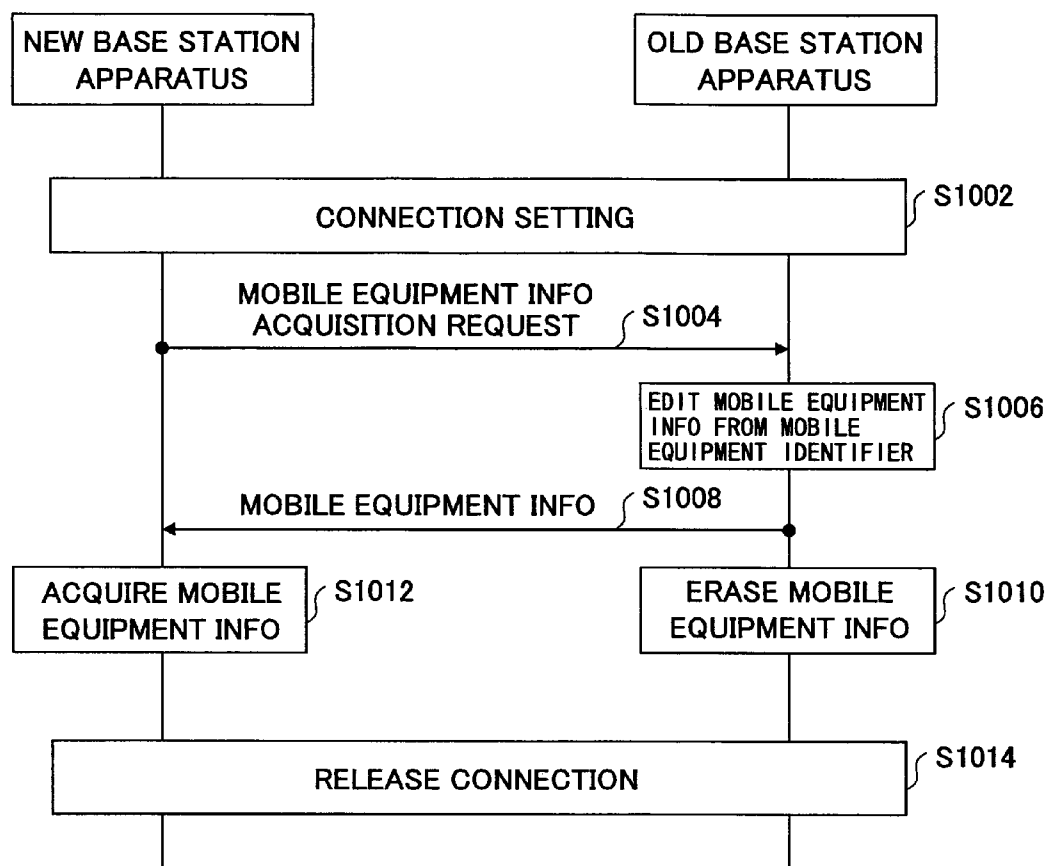 NEW BASE STATION
APPARATUS
OLD BASE STATION
APPARATUS
CONNECTION SETTING
S1002
MOBILE EQUIPMENT INFO
ACQUISITION REQUEST
S1004
EDIT MOBILE EQUIPMENT
INFO FROM MOBILE
EQUIPMENT IDENTIFIER
S1006
MOBILE EQUIPMENT INFO
S1008
ACQUIRE MOBILE
EQUIPMENT INFO
S1012
ERASE MOBILE
EQUIPMENT INFO
S1010
RELEASE CONNECTION
S1014